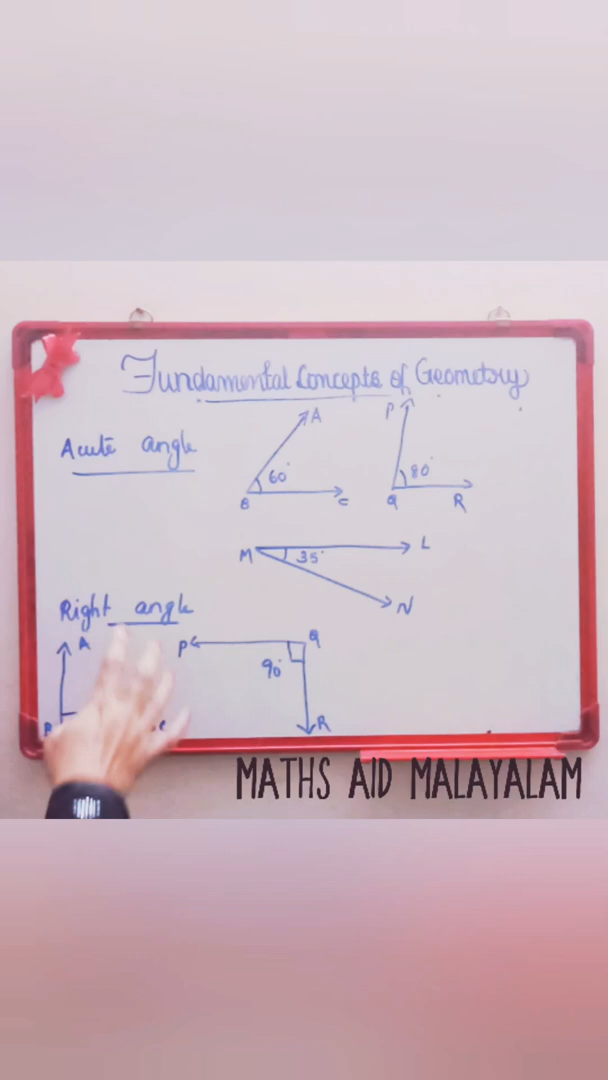 Fundamental Concepts of Geometry
Acute angle
A
60°
B
C
P
80°
Q
R
M
35°
L
N
Right angle
A
B
C
P
Q
90°
R
MATHS AID MALAYALAM